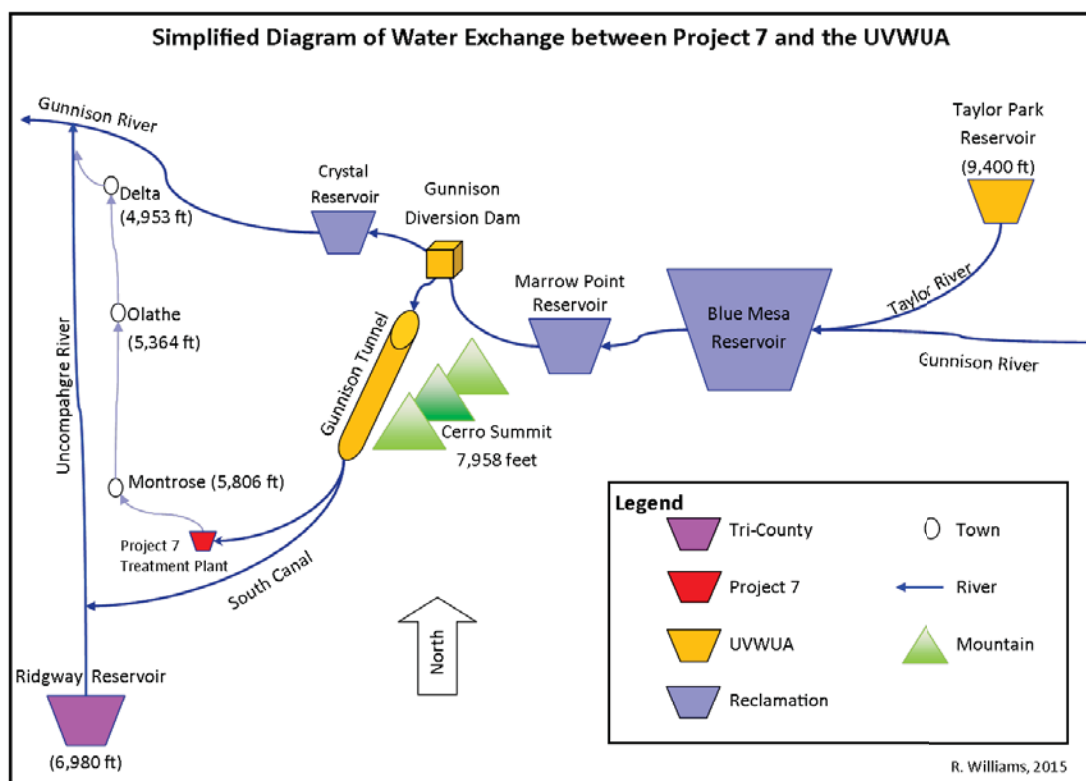 Simplified Diagram of Water Exchange between Project 7 and the UVWUA
Gunnison River
Taylor Park
Reservoir
(9,400 ft)
Crystal
Reservoir
Gunnison
Diversion Dam
Delta
(4,953 ft)
Marrow Point
Reservoir
Blue Mesa
Reservoir
Taylor River
Gunnison River
Olathe
(5,364 ft)
Uncompahgre River
Gunnison Tunnel
Cerro Summit
7,958 feet
Montrose (5,806 ft)
Project 7
Treatment Plant
South Canal
North
Ridgway Reservoir
(6,980 ft)
Legend
Tri-County
Town
Project 7
River
UVWUA
Mountain
Reclamation
R. Williams, 2015